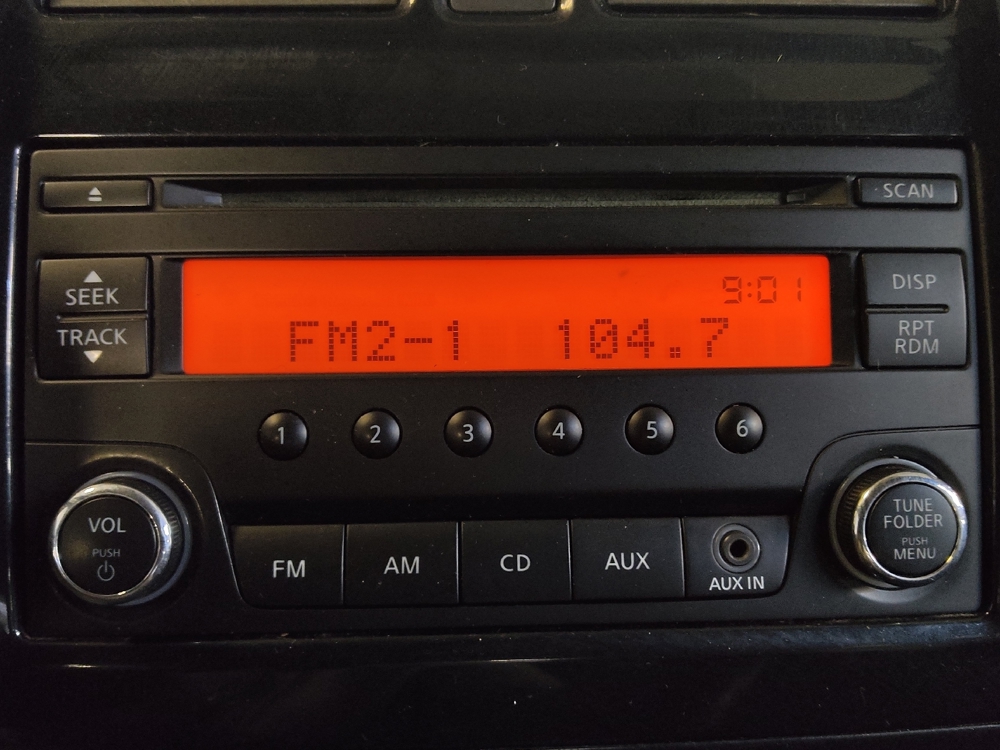 SCAN
SEEK
TRACK
9:01
FM2-1 104.7
DISP
RPT
RDM
1 2 3 4 5 6
VOL
PUSH
FM AM CD AUX
AUX IN
TUNE
FOLDER
PUSH
MENU